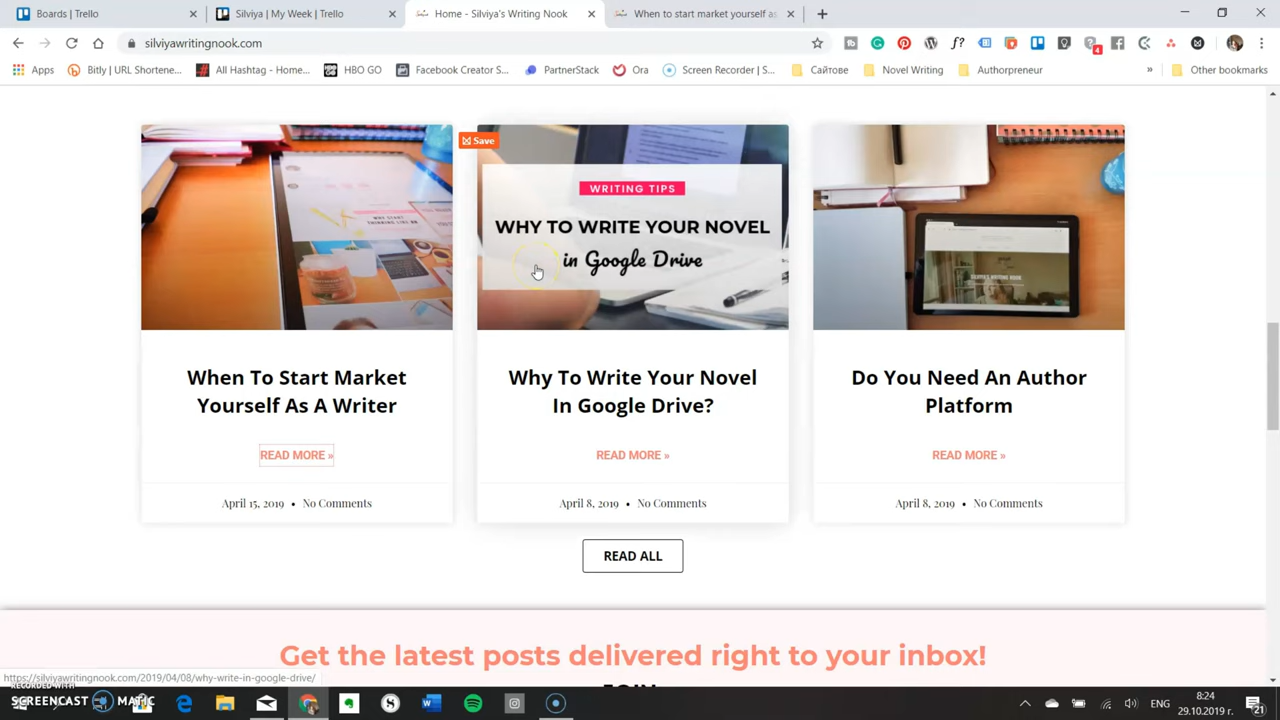 Boards | Trello
Silviya | My Week | Trello
Home - Silviya's Writing Nook
When to start market yourself as
silviyawritingnook.com
f?
4
Apps
Bitly | URL Shortene...
All Hashtag - Home...
HBO GO
Facebook Creator S...
PartnerStack
Ora
Screen Recorder | S...
Сайтове
Novel Writing
Authorpreneur
»
Other bookmarks
Save
WRITING TIPS
WHY TO WRITE YOUR NOVEL
in Google Drive
When To Start Market
Yourself As A Writer
READ MORE »
April 15, 2019 • No Comments
Why To Write Your Novel
In Google Drive?
READ MORE »
April 8, 2019 • No Comments
Do You Need An Author
Platform
READ MORE »
April 8, 2019 • No Comments
READ ALL
Get the latest posts delivered right to your inbox!
JOIN
https://silviyawritingnook.com/2019/04/08/why-write-in-google-drive/
RECORDED WITH
SCREENCAST MATIC
ENG
8:24
29.10.2019 г.
21